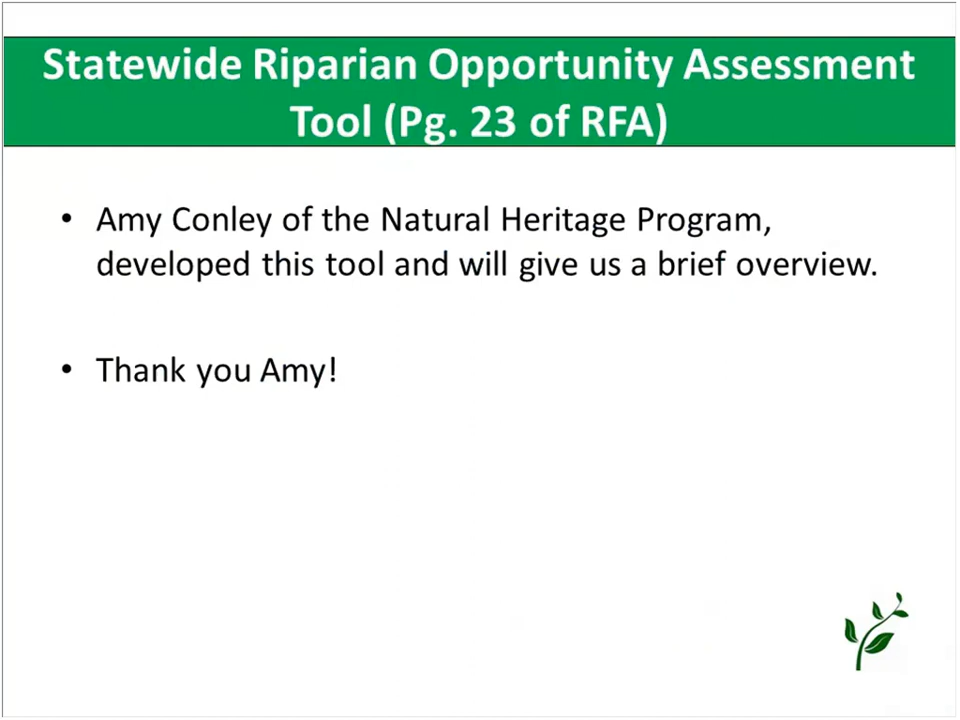 Statewide Riparian Opportunity Assessment
Tool (Pg. 23 of RFA)
• Amy Conley of the Natural Heritage Program,
developed this tool and will give us a brief overview.
• Thank you Amy!